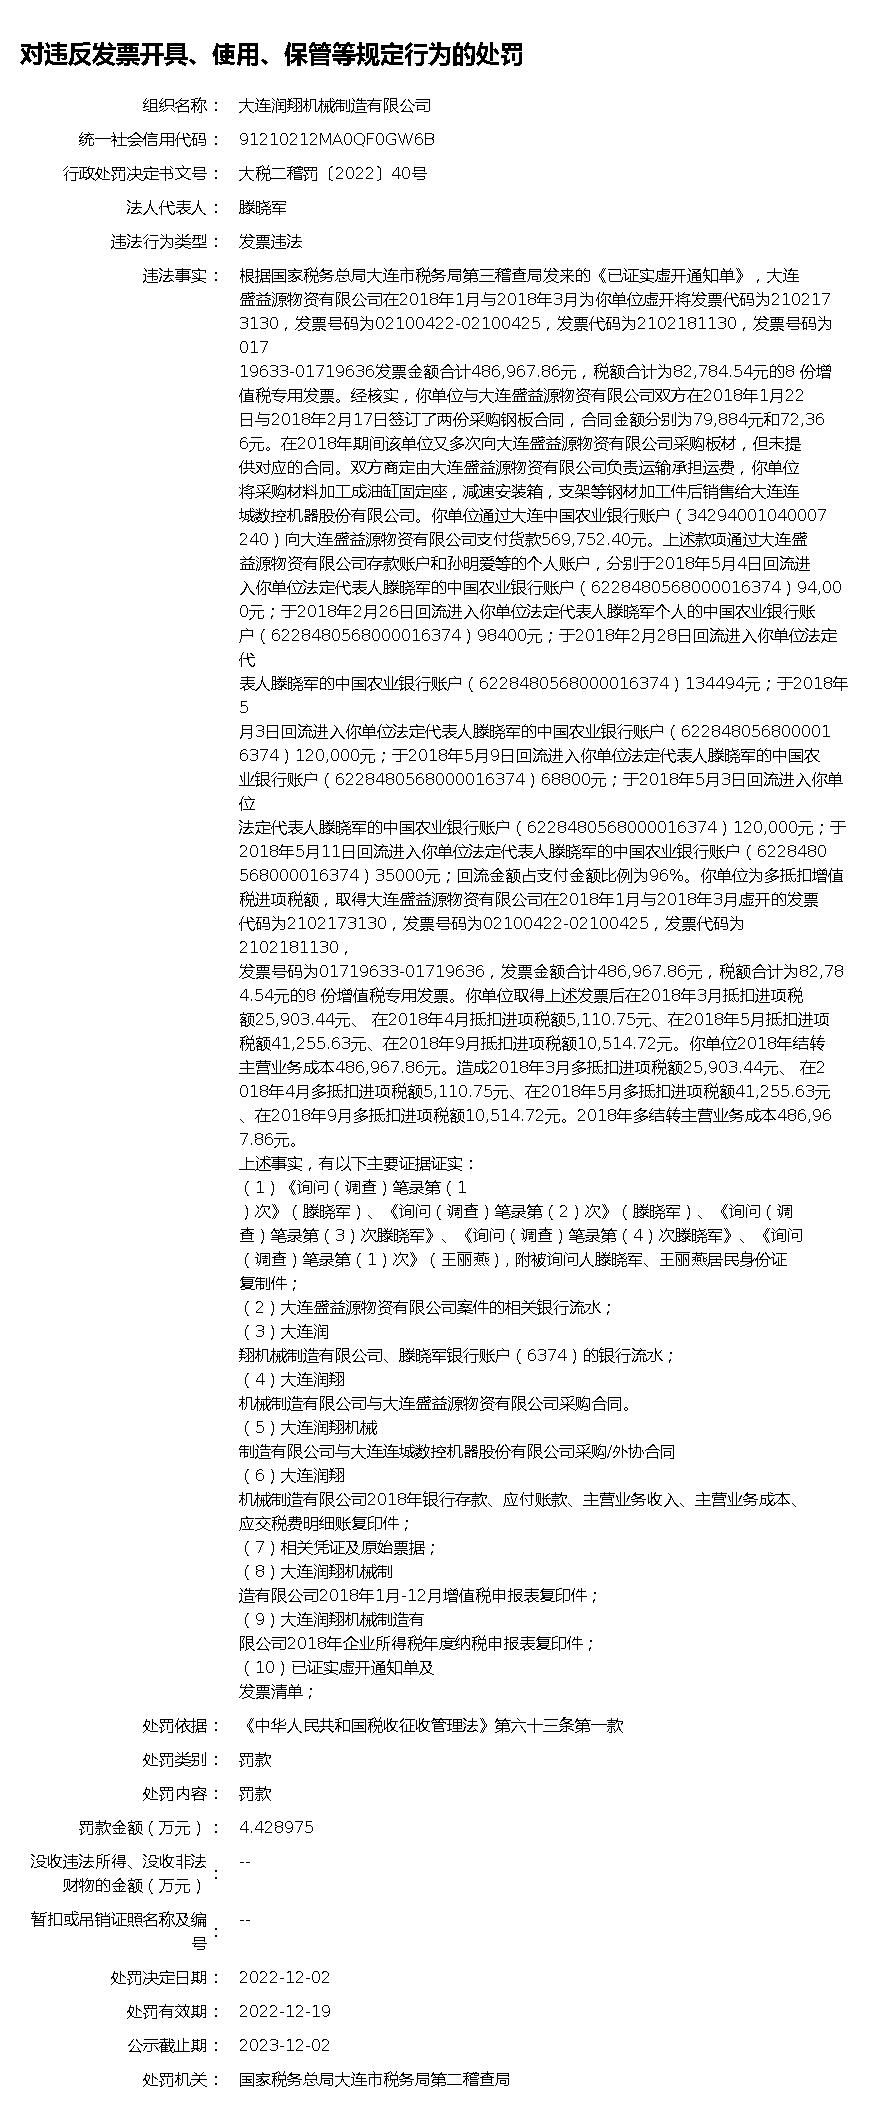 对违反发票开具、使用、保管等规定行为的处罚
组织名称： 大连润翔机械制造有限公司
统一社会信用代码： 91210212MA0QF0GW6B
行政处罚决定书文号： 大税二稽罚〔2022〕40号
法人代表人： 滕晓军
违法行为类型： 发票违法
违法事实： 根据国家税务总局大连市税务局第三稽查局发来的《已证实虚开通知单》，大连
盛益源物资有限公司在2018年1月与2018年3月为你单位虚开将发票代码为210217
3130，发票号码为02100422-02100425，发票代码为2102181130，发票号码为
017
19633-01719636发票金额合计486,967.86元，税额合计为82,784.54元的8 份增
值税专用发票。经核实，你单位与大连盛益源物资有限公司双方在2018年1月22
日与2018年2月17日签订了两份采购钢板合同，合同金额分别为79,884元和72,36
6元。在2018年期间该单位又多次向大连盛益源物资有限公司采购板材，但未提
供对应的合同。双方商定由大连盛益源物资有限公司负责运输承担运费，你单位
将采购材料加工成油缸固定座，减速安装箱，支架等钢材加工件后销售给大连连
城数控机器股份有限公司。你单位通过大连中国农业银行账户（34294001040007
240）向大连盛益源物资有限公司支付货款569,752.40元。上述款项通过大连盛
益源物资有限公司存款账户和孙明爱等的个人账户，分别于2018年5月4日回流进
入你单位法定代表人滕晓军的中国农业银行账户（6228480568000016374）94,00
0元；于2018年2月26日回流进入你单位法定代表人滕晓军个人的中国农业银行账
户（6228480568000016374）98400元；于2018年2月28日回流进入你单位法定
代
表人滕晓军的中国农业银行账户（6228480568000016374）134494元；于2018年
5
月3日回流进入你单位法定代表人滕晓军的中国农业银行账户（622848056800001
6374）120,000元；于2018年5月9日回流进入你单位法定代表人滕晓军的中国农
业银行账户（6228480568000016374）68800元；于2018年5月3日回流进入你单
位
法定代表人滕晓军的中国农业银行账户（6228480568000016374）120,000元；于
2018年5月11日回流进入你单位法定代表人滕晓军的中国农业银行账户（6228480
568000016374）35000元；回流金额占支付金额比例为96%。你单位为多抵扣增值
税进项税额，取得大连盛益源物资有限公司在2018年1月与2018年3月虚开的发票
代码为2102173130，发票号码为02100422-02100425，发票代码为
2102181130，
发票号码为01719633-01719636，发票金额合计486,967.86元，税额合计为82,78
4.54元的8 份增值税专用发票。你单位取得上述发票后在2018年3月抵扣进项税
额25,903.44元、 在2018年4月抵扣进项税额5,110.75元、在2018年5月抵扣进项
税额41,255.63元、在2018年9月抵扣进项税额10,514.72元。你单位2018年结转
主营业务成本486,967.86元。造成2018年3月多抵扣进项税额25,903.44元、 在2
018年4月多抵扣进项税额5,110.75元、在2018年5月多抵扣进项税额41,255.63元
、在2018年9月多抵扣进项税额10,514.72元。2018年多结转主营业务成本486,96
7.86元。
上述事实，有以下主要证据证实：
（1）《询问（调查）笔录第（1
）次》（滕晓军）、《询问（调查）笔录第（2）次》（滕晓军）、《询问（调
查）笔录第（3）次滕晓军》、《询问（调查）笔录第（4）次滕晓军》、《询问
（调查）笔录第（1）次》（王丽燕），附被询问人滕晓军、王丽燕居民身份证
复制件；
（2）大连盛益源物资有限公司案件的相关银行流水；
（3）大连润
翔机械制造有限公司、滕晓军银行账户（6374）的银行流水；
（4）大连润翔
机械制造有限公司与大连盛益源物资有限公司采购合同。
（5）大连润翔机械
制造有限公司与大连连城数控机器股份有限公司采购/外协合同
（6）大连润翔
机械制造有限公司2018年银行存款、应付账款、主营业务收入、主营业务成本、
应交税费明细账复印件；
（7）相关凭证及原始票据；
（8）大连润翔机械制
造有限公司2018年1月-12月增值税申报表复印件；
（9）大连润翔机械制造有
限公司2018年企业所得税年度纳税申报表复印件；
（10）已证实虚开通知单及
发票清单；
处罚依据： 《中华人民共和国税收征收管理法》第六十三条第一款
处罚类别： 罚款
处罚内容： 罚款
罚款金额（万元）： 4.428975
没收违法所得、没收非法
财物的金额（万元）： --
暂扣或吊销证照名称及编
号： --
处罚决定日期： 2022-12-02
处罚有效期： 2022-12-19
公示截止期： 2023-12-02
处罚机关： 国家税务总局大连市税务局第二稽查局